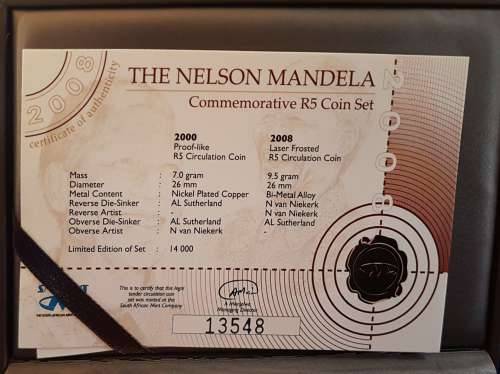 2008
certificate of authenticity
THE NELSON MANDELA
Commemorative R5 Coin Set
2008
2000 2008
Proof-like Laser Frosted
R5 Circulation Coin R5 Circulation Coin
Mass : 7.0 gram 9.5 gram
Diameter : 26 mm 26 mm
Metal Content : Nickel Plated Copper Bi-Metal Alloy
Reverse Die-Sinker : AL Sutherland N van Niekerk
Reverse Artist : - N van Niekerk
Obverse Die-Sinker : AL Sutherland AL Sutherland
Obverse Artist : N van Niekerk -
Limited Edition of Set : 14 000
This is to certify that this legal
tender circulation coin
set was minted at the
South African Mint Company
Managing Director
13548